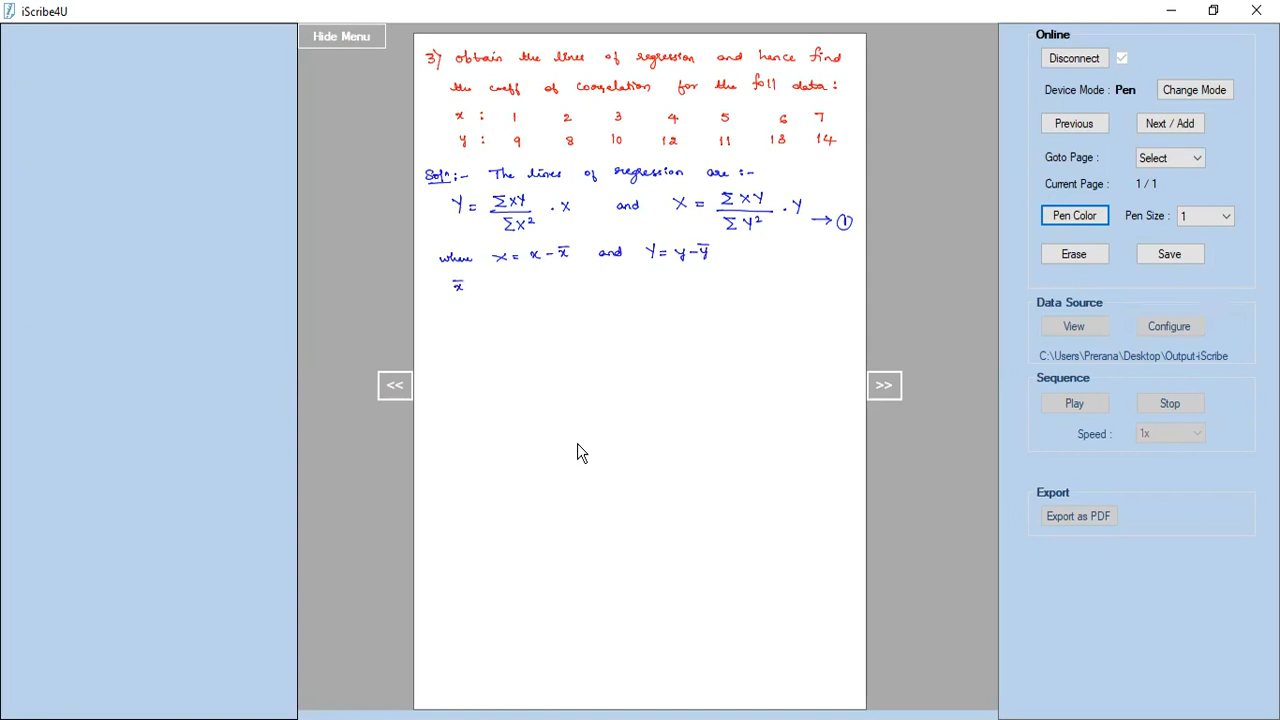 iScribe4U
Hide Menu
3) obtain the lines of regression and hence find
the coeff of correlation for the foll data:
x : 1 2 3 4 5 6 7
y : 9 8 10 12 11 13 14
Soln:- The lines of regression are :-
Y = ΣXY/ΣX² · X and X = ΣXY/ΣY² · Y → ①
where X = x - x̄ and Y = y - ȳ
x̄
<<
>>
Online
Disconnect
Device Mode : Pen Change Mode
Previous Next / Add
Goto Page : Select
Current Page : 1 / 1
Pen Color Pen Size : 1
Erase Save
Data Source
View Configure
C:\Users\Prerana\Desktop\Output-iScribe
Sequence
Play Stop
Speed : 1x
Export
Export as PDF